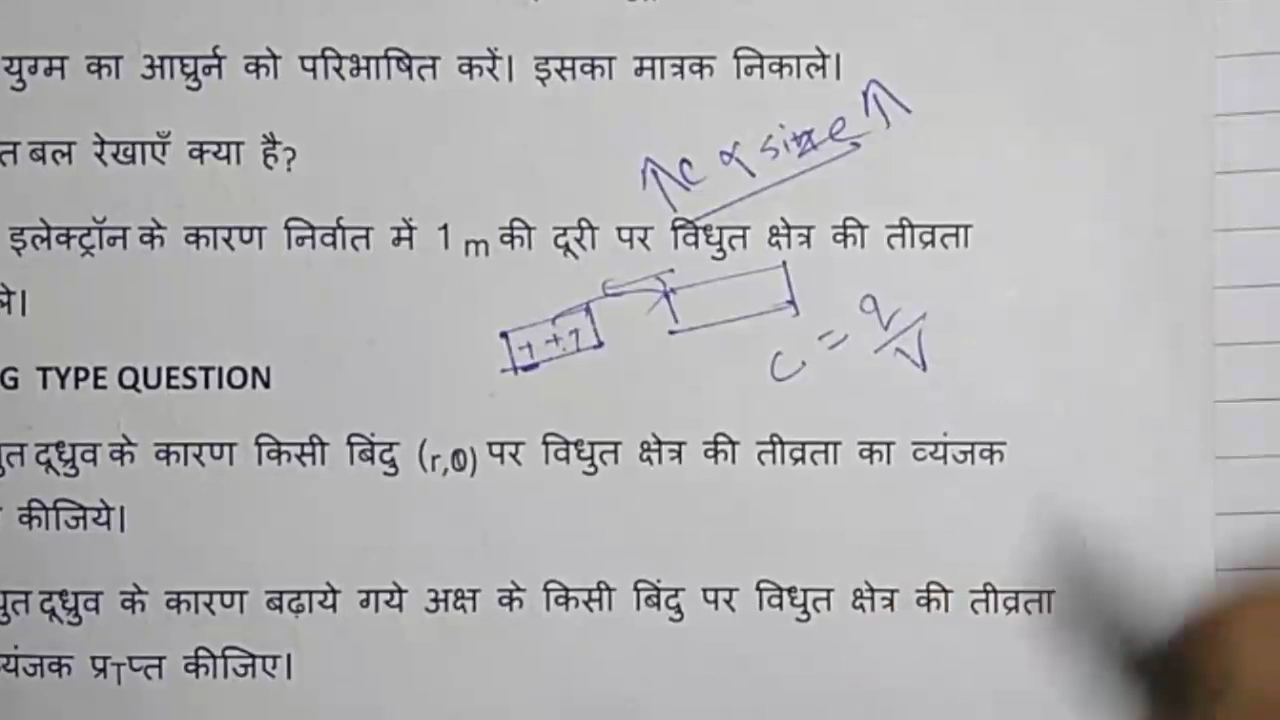 युग्म का आघुर्न को परिभाषित करें। इसका मात्रक निकाले।
↑C ∝ size ↑
त बल रेखाएँ क्या है?
इलेक्ट्रॉन के कारण निर्वात में 1 m की दूरी पर विधुत क्षेत्र की तीव्रता
ले।
+ + +
C = q/V
G TYPE QUESTION
ुत दूध्रुव के कारण किसी बिंदु (r,θ) पर विधुत क्षेत्र की तीव्रता का व्यंजक
कीजिये।
ुत दूध्रुव के कारण बढ़ाये गये अक्ष के किसी बिंदु पर विधुत क्षेत्र की तीव्रता
यंजक प्रTप्त कीजिए।